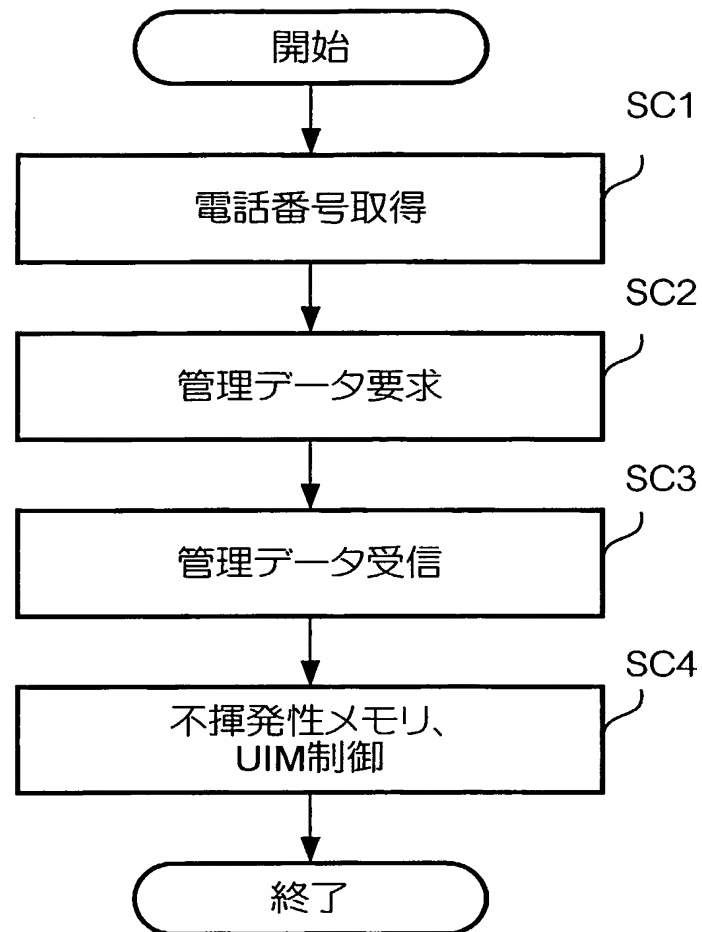 開始
SC1
電話番号取得
SC2
管理データ要求
SC3
管理データ受信
SC4
不揮発性メモリ、
UIM制御
終了